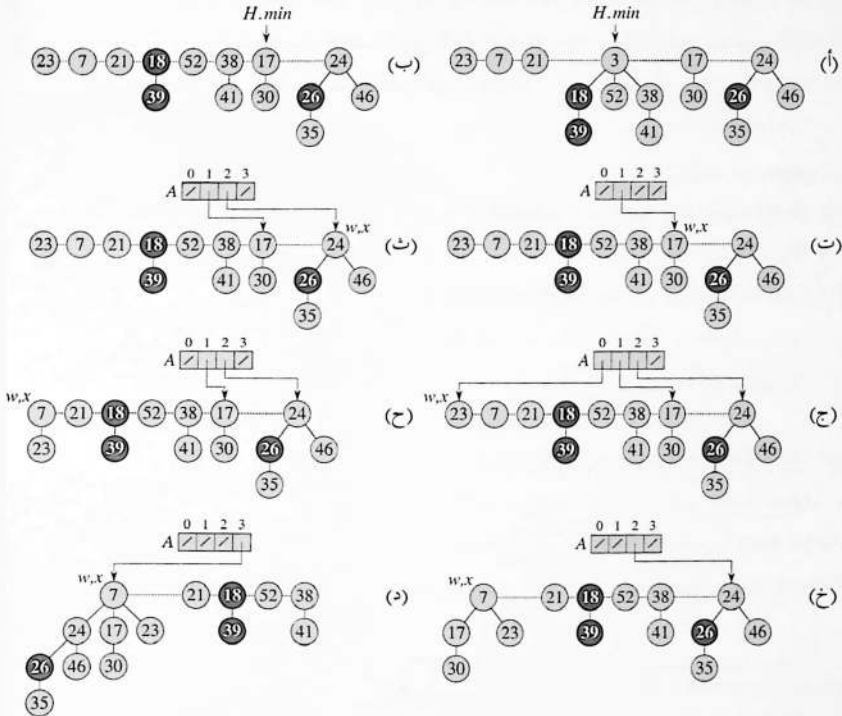 H.min
(أ)
23 7 21 3 17 24
18 52 38 30 26 46
39 41 35
H.min
(ب)
23 7 21 18 52 38 17 24
39 41 30 26 46
35
0 1 2 3
A
w,x
(ت)
23 7 21 18 52 38 17 24
39 41 30 26 46
35
0 1 2 3
A
w,x
(ث)
23 7 21 18 52 38 17 24
39 41 30 26 46
35
0 1 2 3
A
w,x
(ج)
23 7 21 18 52 38 17 24
39 41 30 26 46
35
0 1 2 3
A
w,x
(ح)
7 21 18 52 38 17 24
23 39 41 30 26 46
35
0 1 2 3
A
w,x
(خ)
7 21 18 52 38 24
17 23 39 41 26 46
30 35
0 1 2 3
A
w,x
(د)
7 21 18 52 38
24 17 23 39 41
26 46 30
35